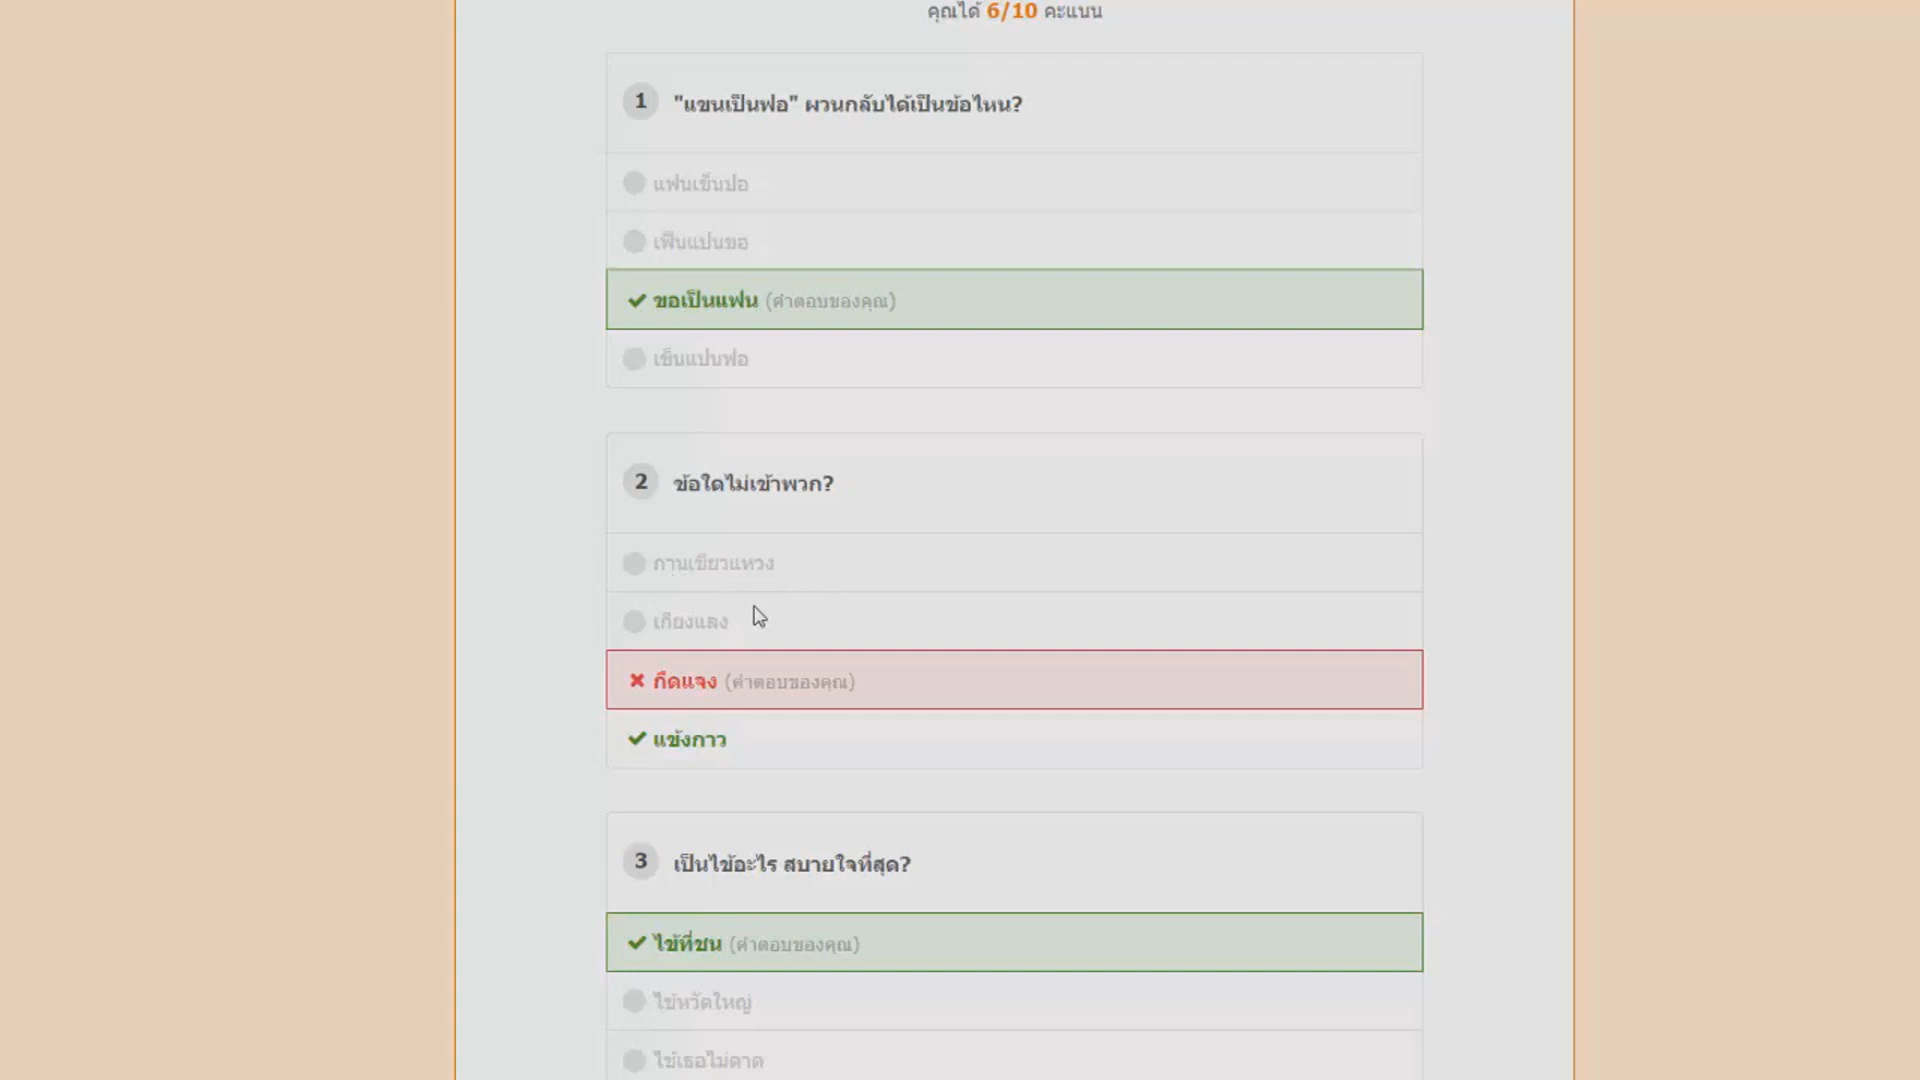 คุณได้ 6/10 คะแนน
1 "แขนเป็นฟอ" ผวนกลับได้เป็นข้อไหน?
แฟนเข็นปอ
เฟ็นแปนขอ
ขอเป็นแฟน (คำตอบของคุณ)
เข็นแปนฟอ
2 ข้อใดไม่เข้าพวก?
กานเขียวแหวง
เกียงแลง
กืดแจง (คำตอบของคุณ)
แข้งกาว
3 เป็นไข้อะไร สบายใจที่สุด?
ไข้ที่ชน (คำตอบของคุณ)
ไข้หวัดใหญ่
ไข้เธอไม่คาด